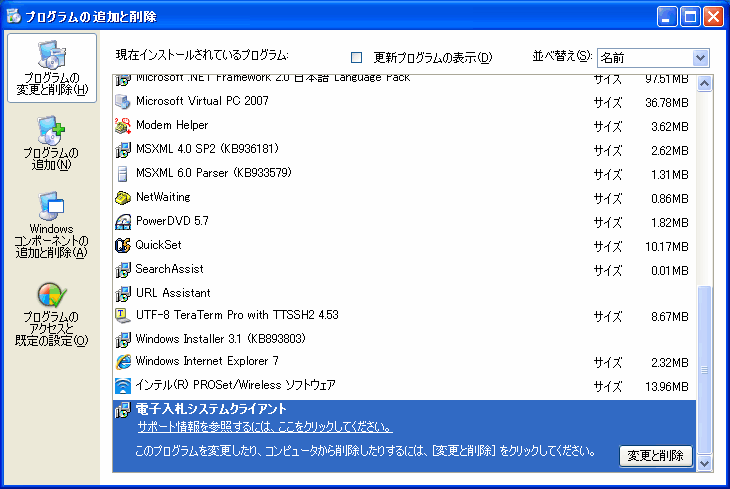 プログラムの追加と削除
プログラムの
変更と削除(H)
プログラムの
追加(N)
Windows
コンポーネントの
追加と削除(A)
プログラムの
アクセスと
既定の設定(O)
現在インストールされているプログラム: 更新プログラムの表示(D) 並べ替え(S): 名前
Microsoft .NET Framework 2.0 日本語 Language Pack サイズ 97.51MB
Microsoft Virtual PC 2007 サイズ 36.78MB
Modem Helper サイズ 3.62MB
MSXML 4.0 SP2 (KB936181) サイズ 2.62MB
MSXML 6.0 Parser (KB933579) サイズ 1.31MB
NetWaiting サイズ 0.86MB
PowerDVD 5.7 サイズ 1.82MB
QuickSet サイズ 10.17MB
SearchAssist サイズ 0.01MB
URL Assistant
UTF-8 TeraTerm Pro with TTSSH2 4.53 サイズ 8.67MB
Windows Installer 3.1 (KB893803)
Windows Internet Explorer 7 サイズ 2.32MB
インテル(R) PROSet/Wireless ソフトウェア サイズ 13.96MB
電子入札システムクライアント
サポート情報を参照するには、ここをクリックしてください。
このプログラムを変更したり、コンピュータから削除したりするには、[変更と削除] をクリックしてください。 変更と削除